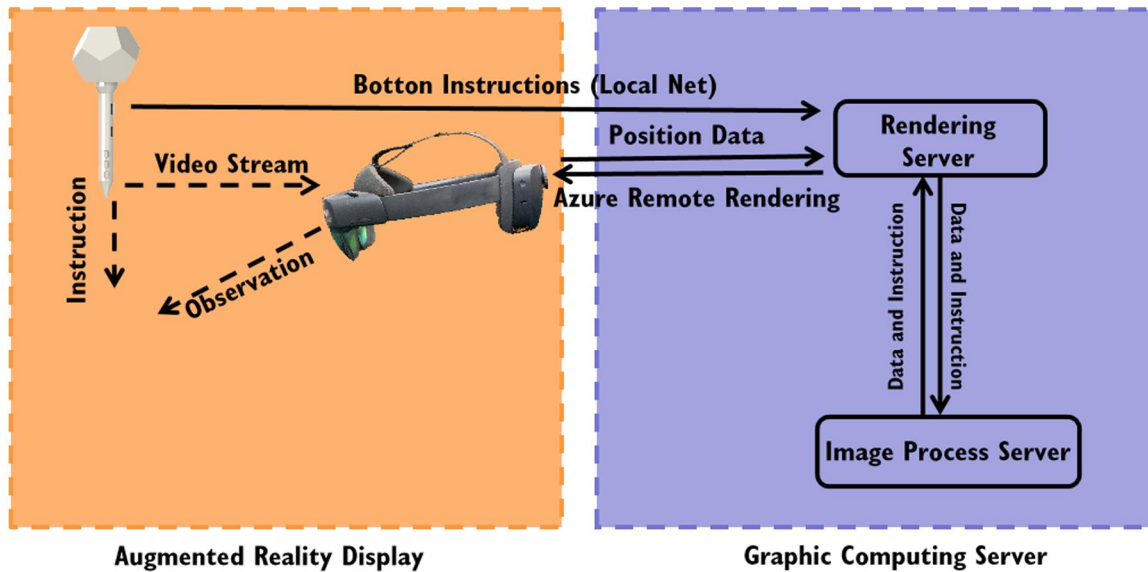 Botton Instructions (Local Net)
Position Data
Rendering
Server
Video Stream
Azure Remote Rendering
Instruction
Observation
Data and Instruction
Data and Instruction
Image Process Server
Augmented Reality Display
Graphic Computing Server